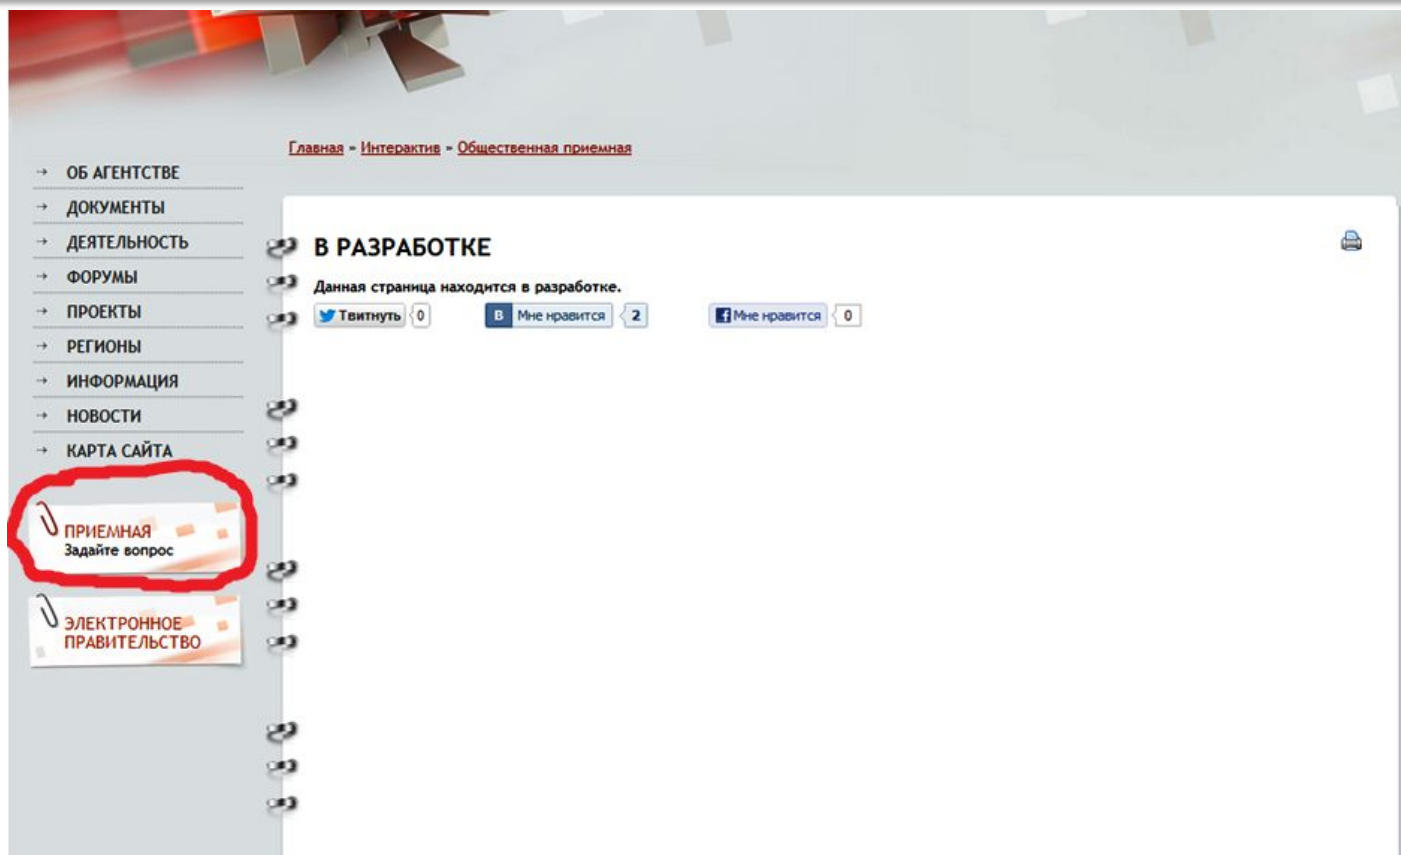 Главная - Интерактив - Общественная приемная
ОБ АГЕНТСТВЕ
ДОКУМЕНТЫ
ДЕЯТЕЛЬНОСТЬ
ФОРУМЫ
ПРОЕКТЫ
РЕГИОНЫ
ИНФОРМАЦИЯ
НОВОСТИ
КАРТА САЙТА
ПРИЕМНАЯ
Задайте вопрос
ЭЛЕКТРОННОЕ
ПРАВИТЕЛЬСТВО
В РАЗРАБОТКЕ
Данная страница находится в разработке.
Твитнуть 0 В Мне нравится 2 f Мне нравится 0